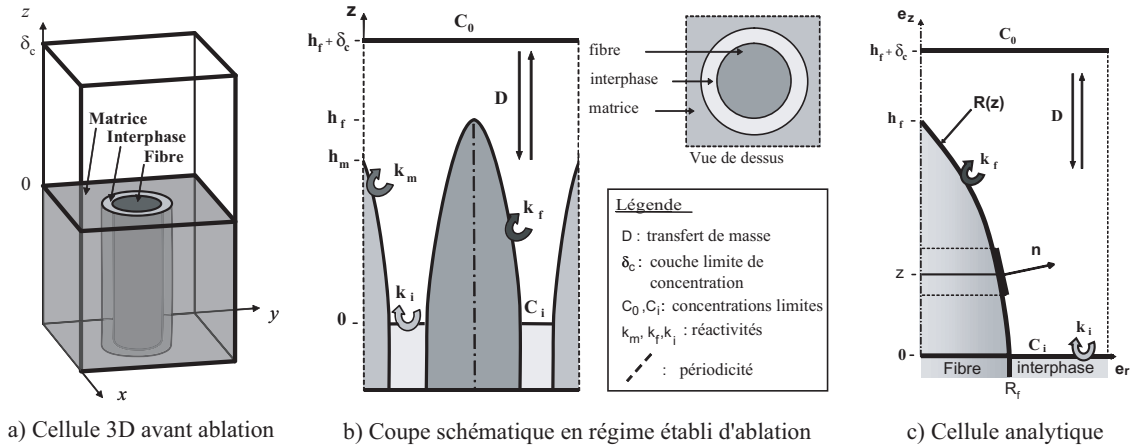 z
δc
Matrice
Interphase
Fibre
0
y
x
a) Cellule 3D avant ablation
z
C0
hf + δc
D
hf
hm
km
kf
ki
Ci
0
fibre
interphase
matrice
Vue de dessus
Légende
D : transfert de masse
δc : couche limite de
concentration
C0 ,Ci : concentrations limites
km, kf,ki : réactivités
: périodicité
b) Coupe schématique en régime établi d'ablation
ez
C0
hf + δc
R(z)
D
hf
kf
n
z
ki
Ci
0
er
Fibre
interphase
Rf
c) Cellule analytique